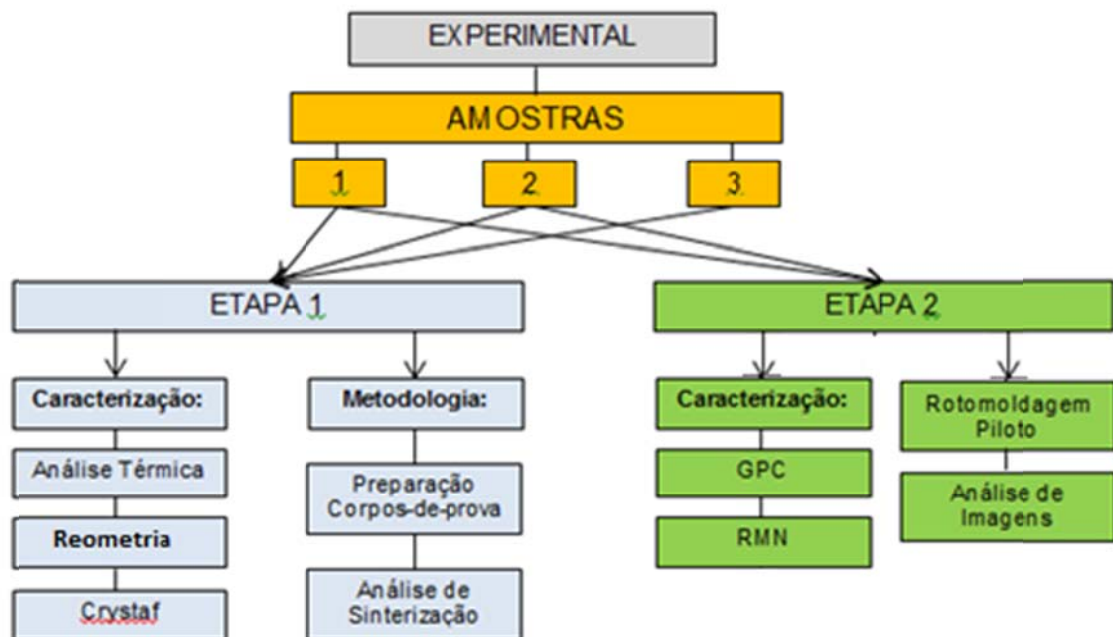 EXPERIMENTAL
AMOSTRAS
1
2
3
ETAPA 1
ETAPA 2
Caracterização:
Análise Térmica
Reometria
Crystaf
Metodologia:
Preparação
Corpos-de-prova
Análise de
Sinterização
Caracterização:
GPC
RMN
Rotomoldagem
Piloto
Análise de
Imagens